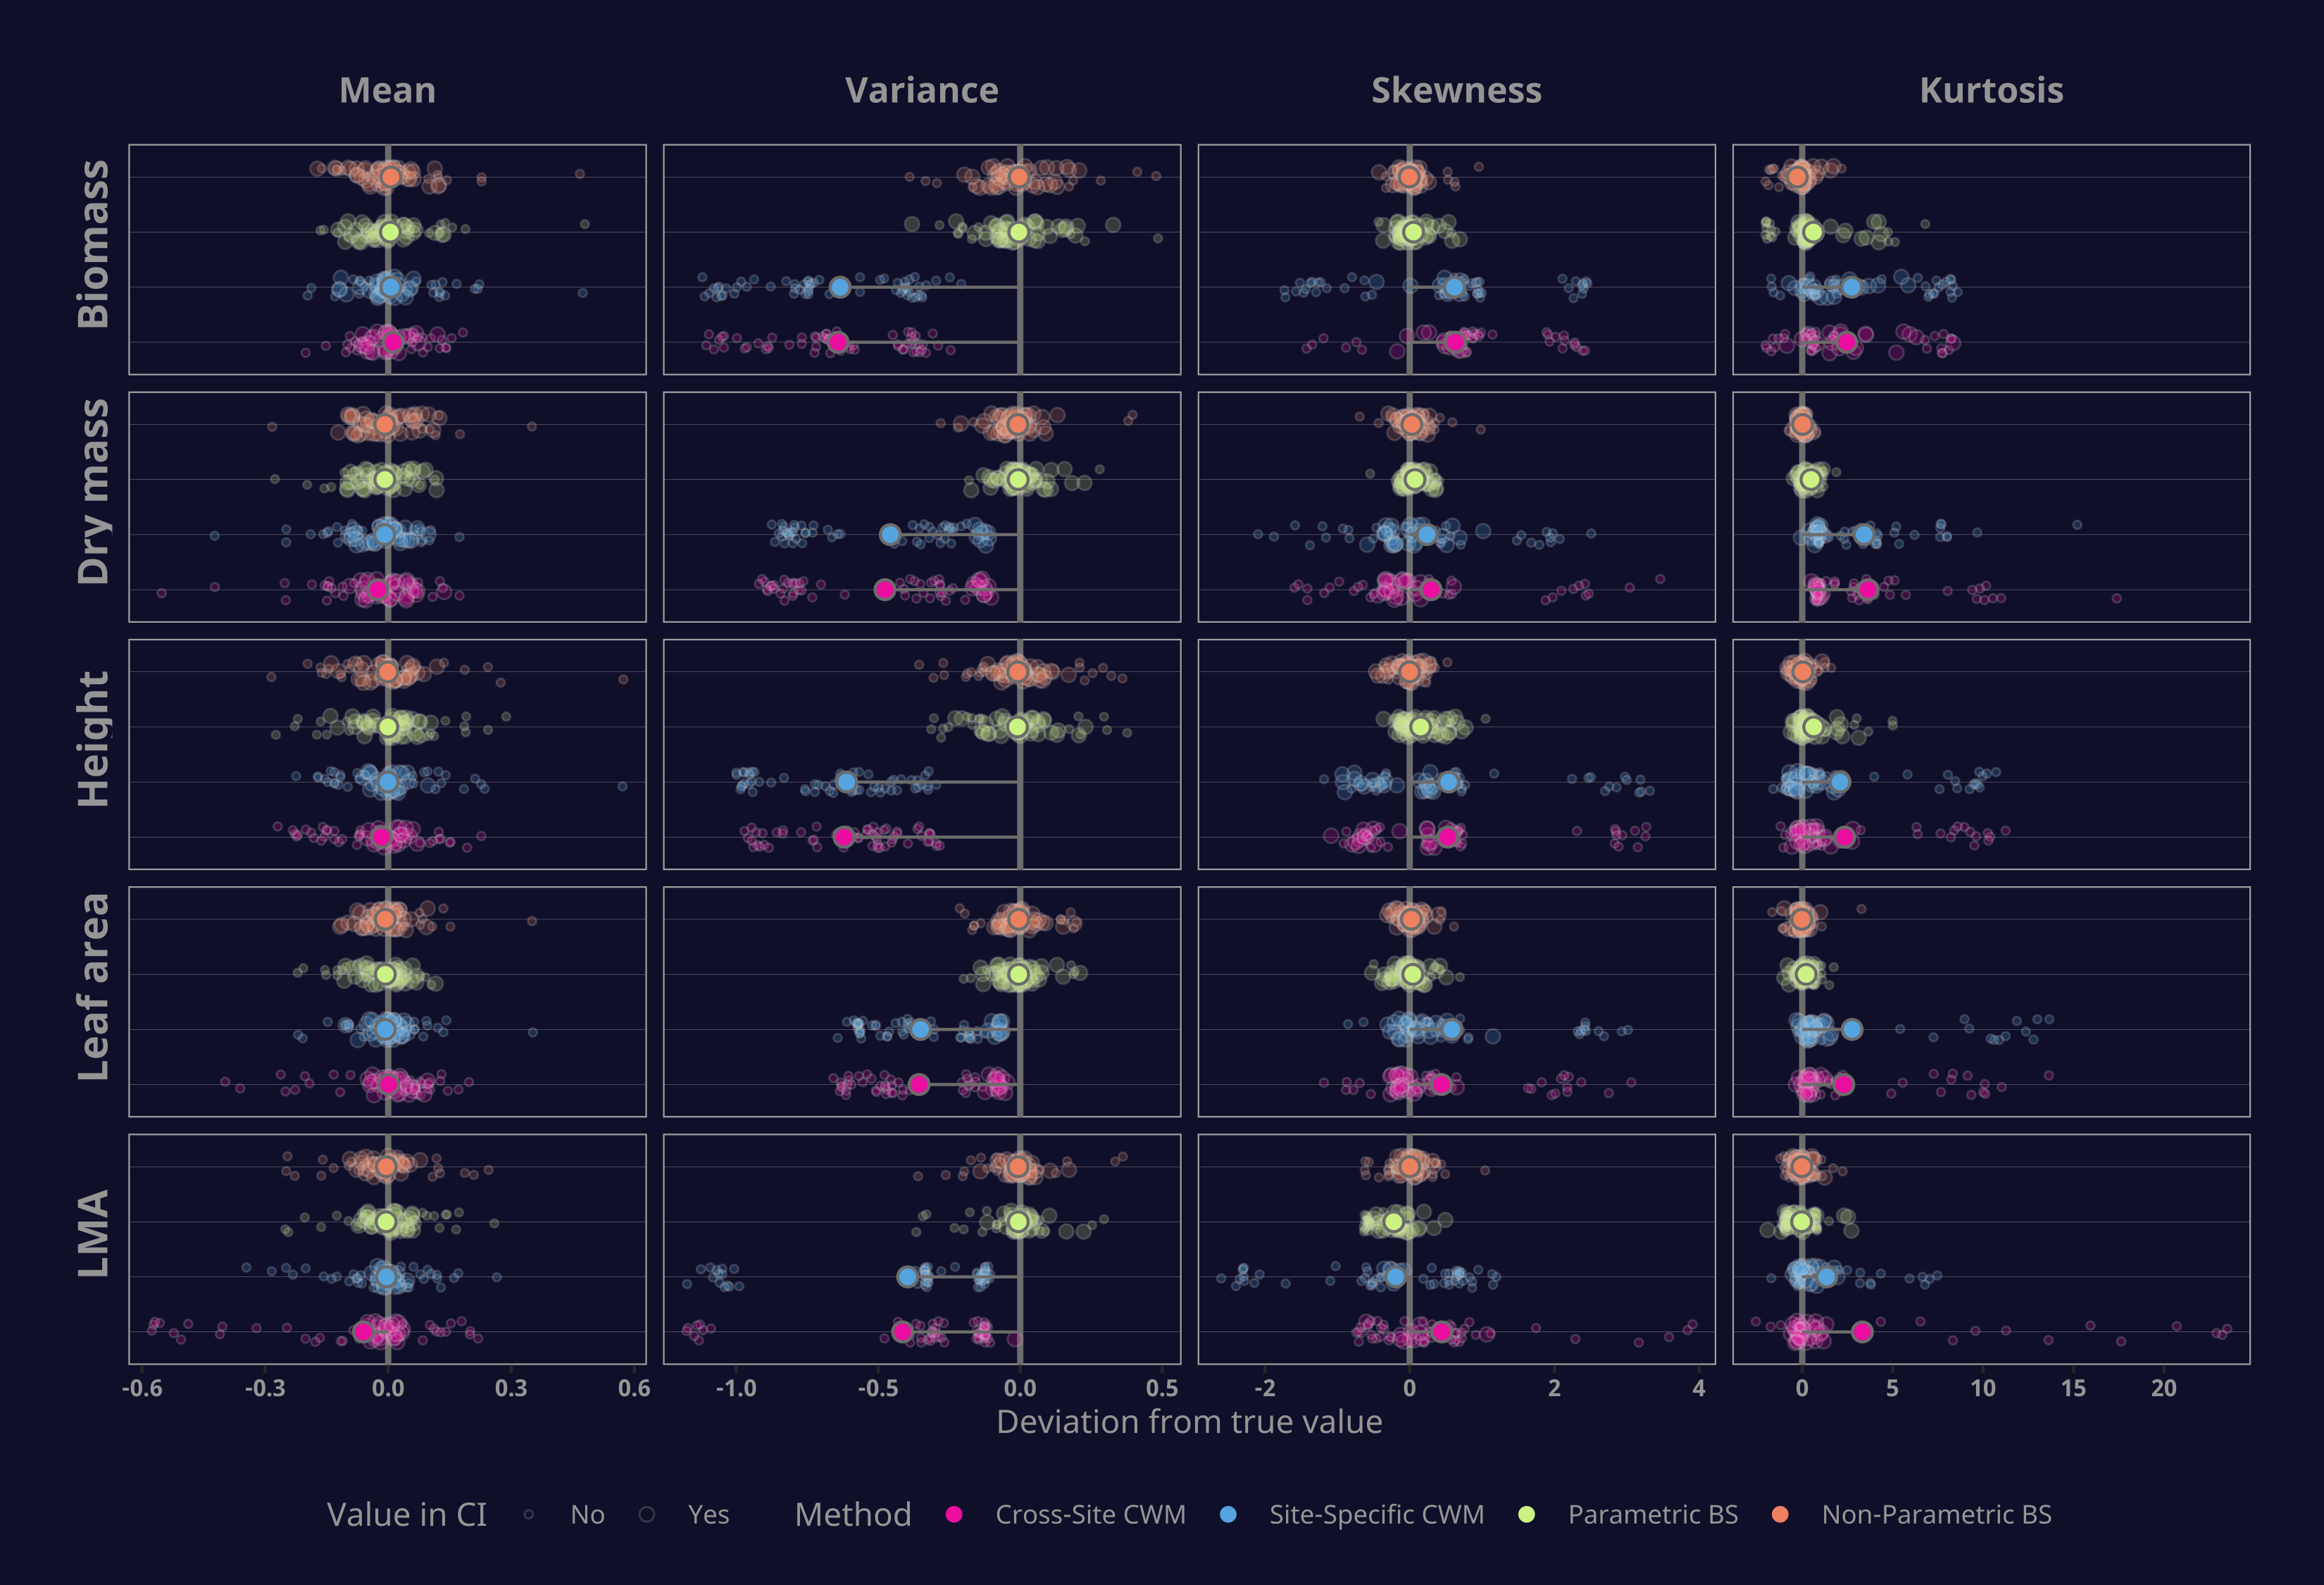 Mean Variance Skewness Kurtosis
Biomass
Dry mass
Height
Leaf area
LMA
-0.6 -0.3 0.0 0.3 0.6 -1.0 -0.5 0.0 0.5 -2 0 2 4 0 5 10 15 20
Deviation from true value
Value in CI No Yes Method Cross-Site CWM Site-Specific CWM Parametric BS Non-Parametric BS